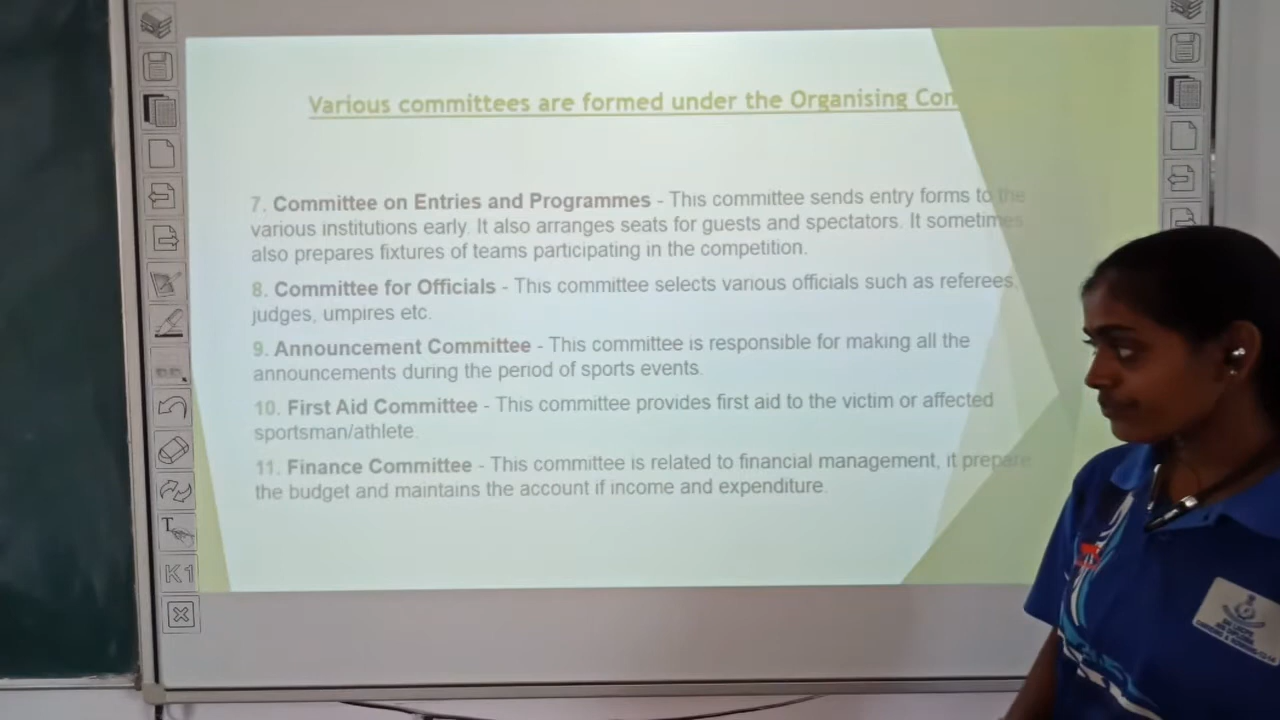 Various committees are formed under the Organising Com
7. Committee on Entries and Programmes - This committee sends entry forms to the
various institutions early. It also arranges seats for guests and spectators. It sometimes
also prepares fixtures of teams participating in the competition.
8. Committee for Officials - This committee selects various officials such as referees,
judges, umpires etc.
9. Announcement Committee - This committee is responsible for making all the
announcements during the period of sports events.
10. First Aid Committee - This committee provides first aid to the victim or affected
sportsman/athlete.
11. Finance Committee - This committee is related to financial management, it prepare
the budget and maintains the account if income and expenditure.
T
K1